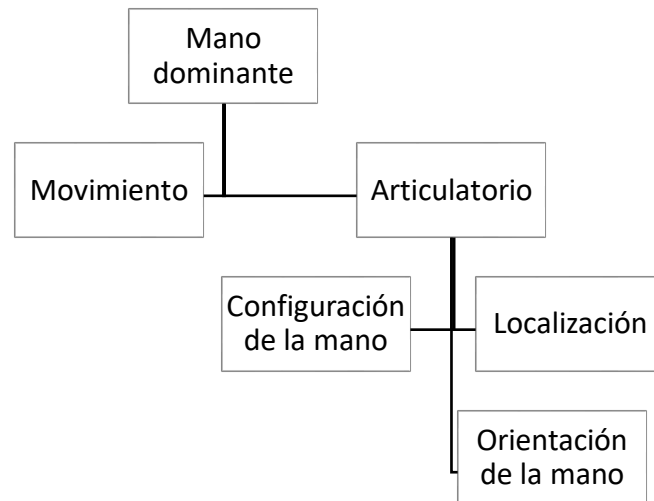 Mano
dominante
Movimiento
Articulatorio
Configuración
de la mano
Localización
Orientación
de la mano